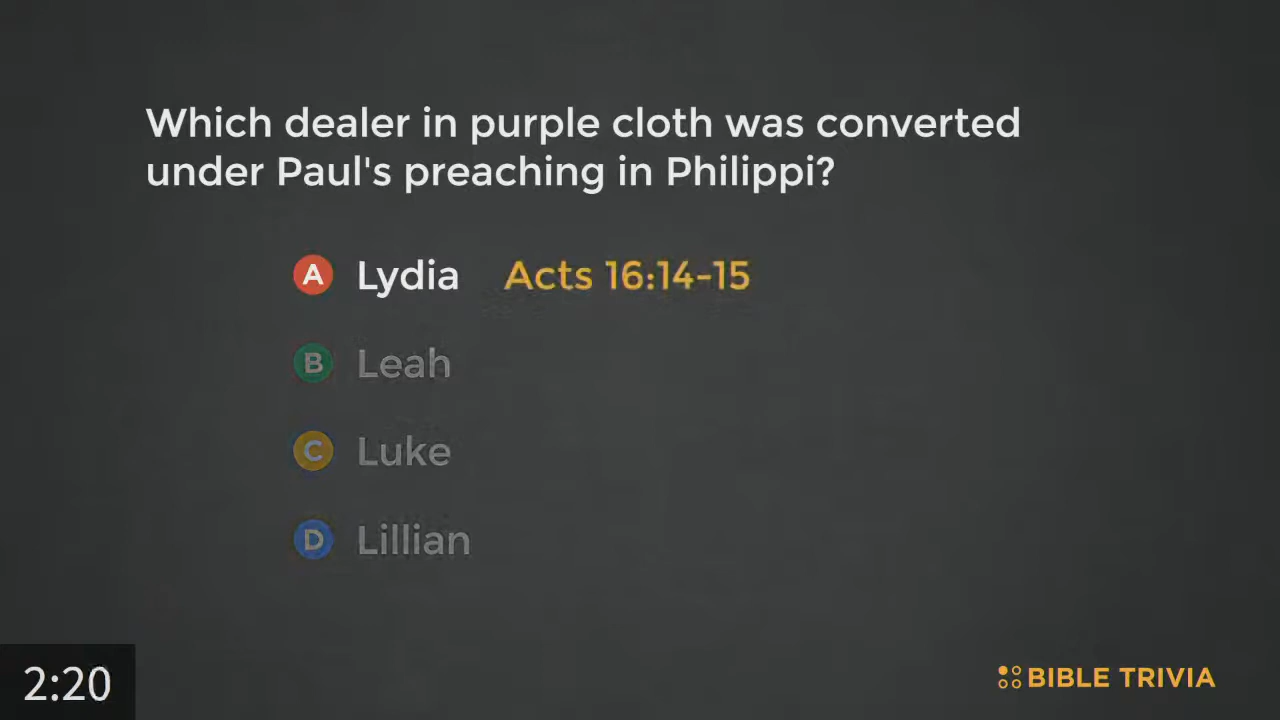 Which dealer in purple cloth was converted
under Paul's preaching in Philippi?
A Lydia Acts 16:14-15
B Leah
C Luke
D Lillian
2:20
BIBLE TRIVIA